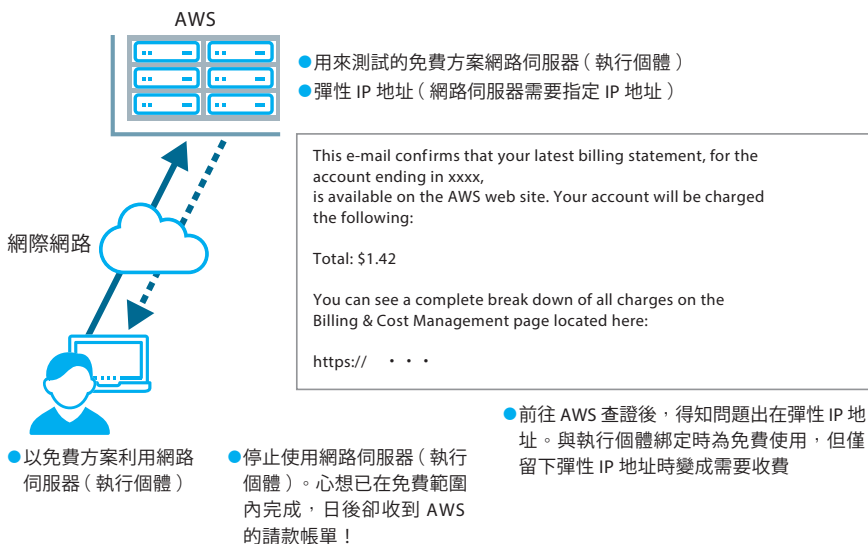 AWS
●用來測試的免費方案網路伺服器（執行個體）
●彈性 IP 地址（網路伺服器需要指定 IP 地址）
This e-mail confirms that your latest billing statement, for the
account ending in xxxx,
is available on the AWS web site. Your account will be charged
the following:
Total: $1.42
You can see a complete break down of all charges on the
Billing & Cost Management page located here:
https://　・・・
網際網路
●以免費方案利用網路
伺服器（執行個體）
●停止使用網路伺服器（執行
個體）。心想已在免費範圍
內完成，日後卻收到 AWS
的請款帳單！
●前往 AWS 查證後，得知問題出在彈性 IP 地
址。與執行個體綁定時為免費使用，但僅
留下彈性 IP 地址時變成需要收費